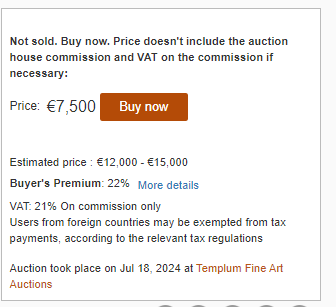 Not sold. Buy now. Price doesn't include the auction
house commission and VAT on the commission if
necessary:
Price: €7,500 Buy now
Estimated price : €12,000 - €15,000
Buyer's Premium: 22% More details
VAT: 21% On commission only
Users from foreign countries may be exempted from tax
payments, according to the relevant tax regulations
Auction took place on Jul 18, 2024 at Templum Fine Art
Auctions